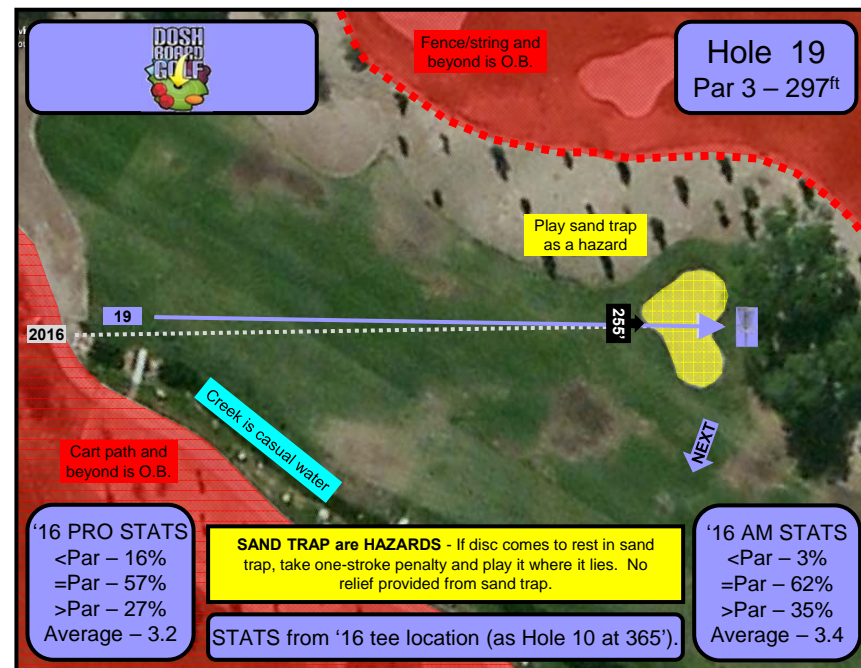 DOSH
BOARD
GOLF
Fence/string and
beyond is O.B.
Hole 19
Par 3 – 297ft
Play sand trap
as a hazard
19
2016
255'
Creek is casual water
NEXT
Cart path and
beyond is O.B.
'16 PRO STATS
<Par – 16%
=Par – 57%
>Par – 27%
Average – 3.2
SAND TRAP are HAZARDS - If disc comes to rest in sand
trap, take one-stroke penalty and play it where it lies. No
relief provided from sand trap.
STATS from '16 tee location (as Hole 10 at 365').
'16 AM STATS
<Par – 3%
=Par – 62%
>Par – 35%
Average – 3.4